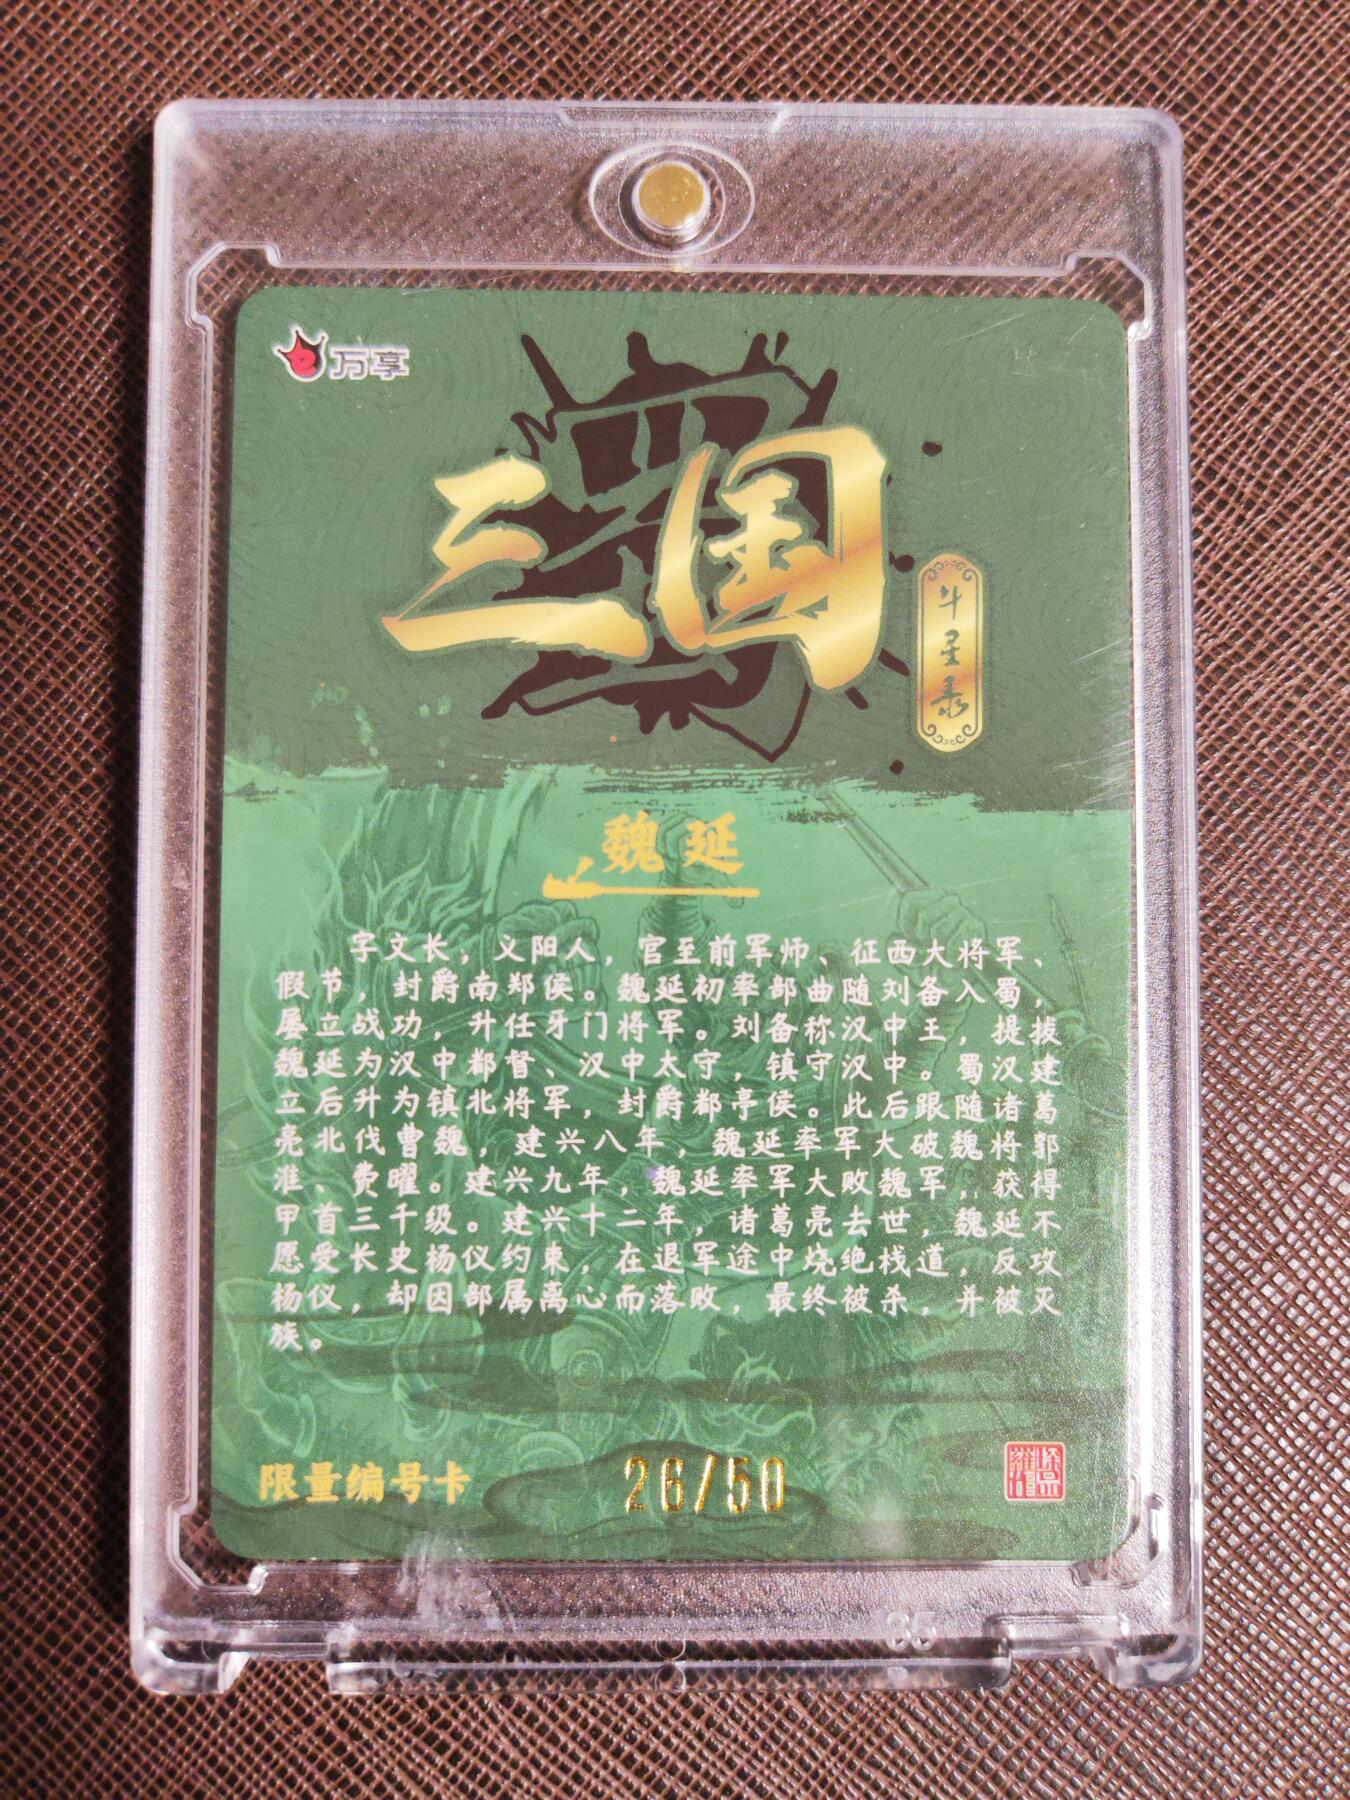 万享
三国
斗星录
魏延
字文长，义阳人，官至前军师、征西大将军、
假节，封爵南郑侯。魏延初率部曲随刘备入蜀，
屡立战功，升任牙门将军。刘备称汉中王，提拔
魏延为汉中都督、汉中太守，镇守汉中。蜀汉建
立后升为镇北将军，封爵都亭侯。此后跟随诸葛
亮北伐曹魏，建兴八年，魏延率军大破魏将郭
淮、费曜。建兴九年，魏延率军大败魏军，获得
甲首三千级。建兴十二年，诸葛亮去世，魏延不
愿受长史杨仪约束，在退军途中烧绝栈道，反攻
杨仪，却因部属离心而落败，最终被杀，并被灭
族。
限量编号卡
26/50
35